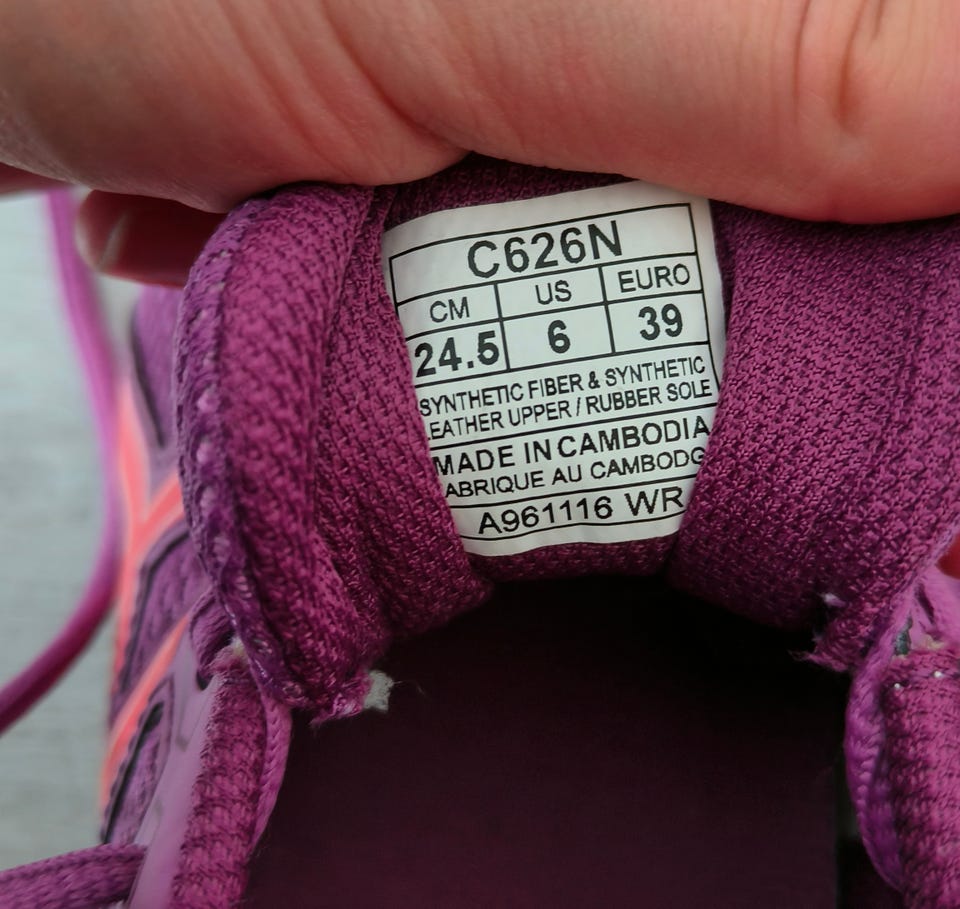 C626N
CM US EURO
24.5 6 39
SYNTHETIC FIBER & SYNTHETIC
LEATHER UPPER / RUBBER SOLE
MADE IN CAMBODIA
ABRIQUE AU CAMBODG
A961116 WR